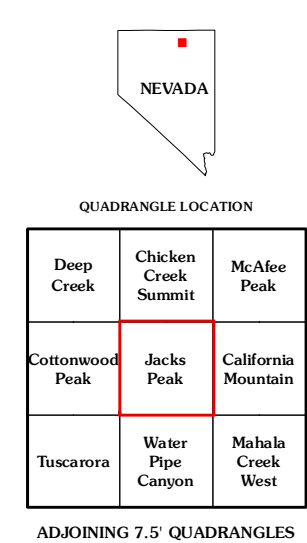 NEVADA
QUADRANGLE LOCATION
Deep
Creek
Chicken
Creek
Summit
McAfee
Peak
Cottonwood
Peak
Jacks
Peak
California
Mountain
Tuscarora
Water
Pipe
Canyon
Mahala
Creek
West
ADJOINING 7.5' QUADRANGLES